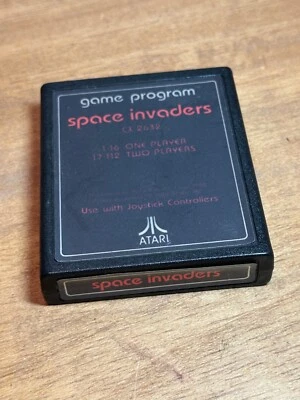 game program
space invaders
CX-2632
1-16 ONE PLAYER
17-112 TWO PLAYERS
Use with Joystick Controllers
ATARI
space invaders